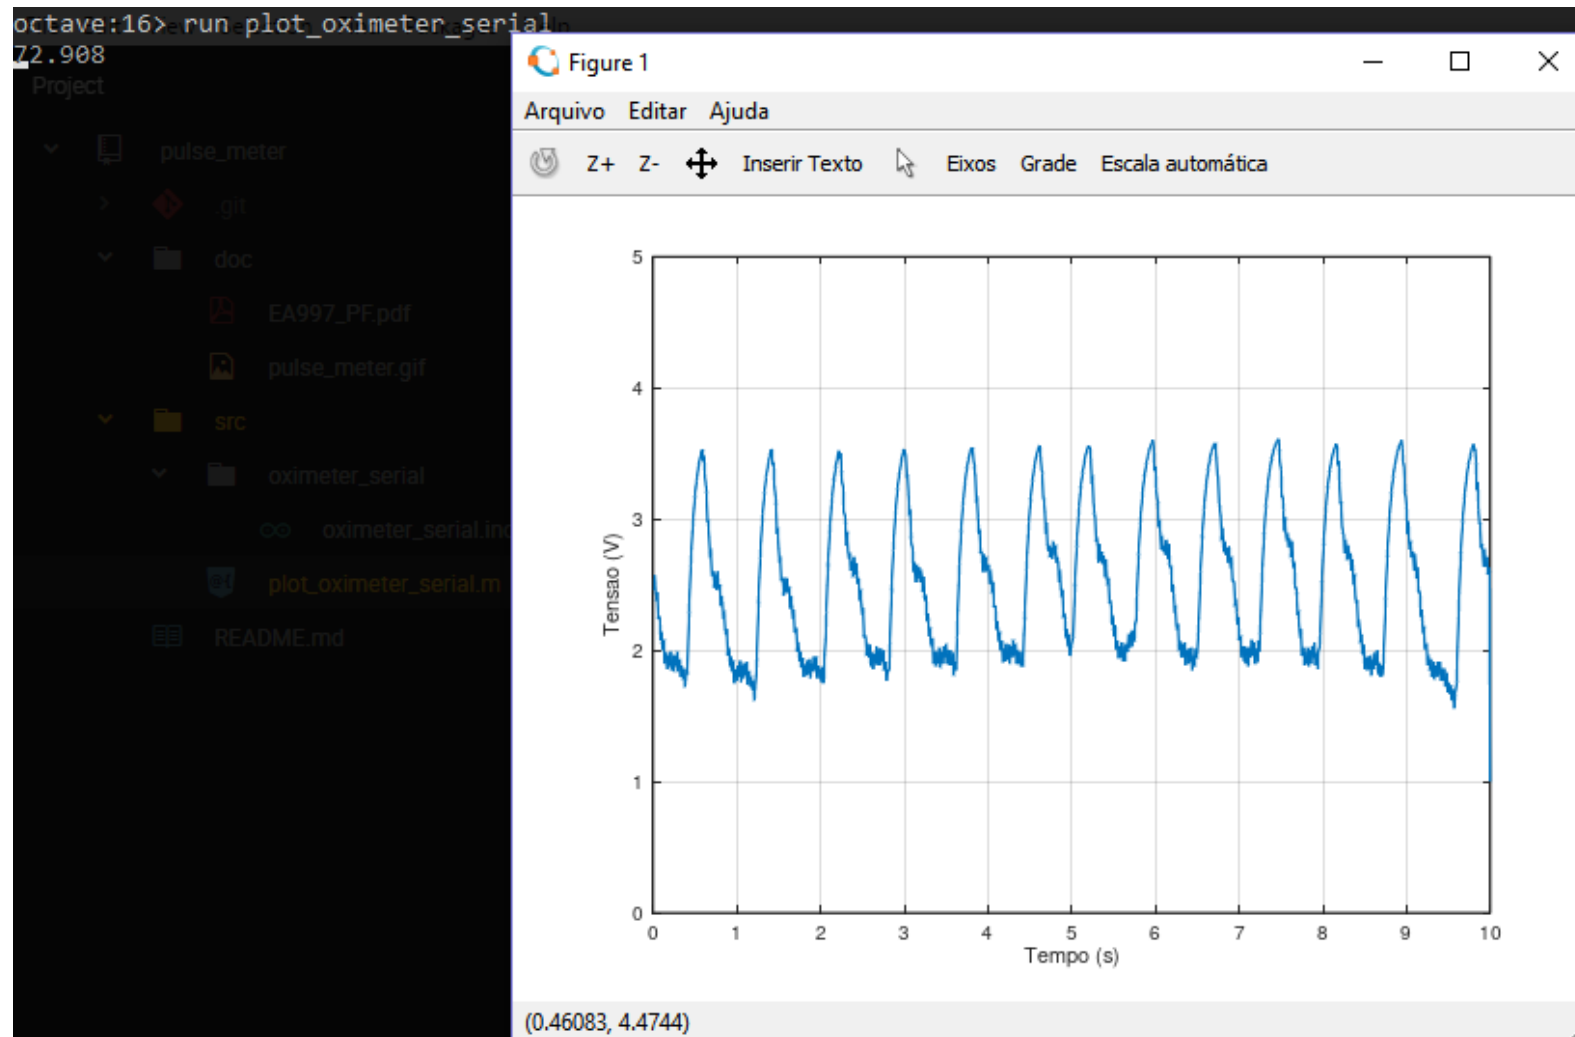 octave:16> run plot_oximeter_serial
72.908
Project
pulse_meter
.git
doc
EA997_PF.pdf
pulse_meter.gif
src
oximeter_serial
oximeter_serial.ino
plot_oximeter_serial.m
README.md
Figure 1
Arquivo Editar Ajuda
Z+ Z- Inserir Texto Eixos Grade Escala automática
5
4
3
2
1
0
Tensao (V)
0 1 2 3 4 5 6 7 8 9 10
Tempo (s)
(0.46083, 4.4744)